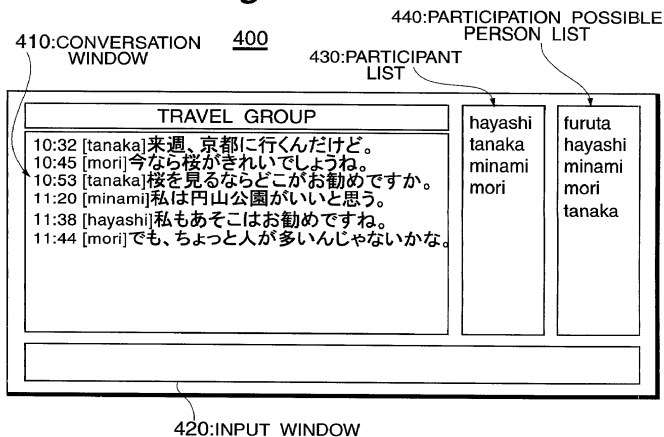 440:PARTICIPATION POSSIBLE
PERSON LIST
410:CONVERSATION
WINDOW
400
430:PARTICIPANT
LIST
TRAVEL GROUP
10:32 [tanaka]来週、京都に行くんだけど。
10:45 [mori]今なら桜がきれいでしょうね。
10:53 [tanaka]桜を見るならどこがお勧めですか。
11:20 [minami]私は円山公園がいいと思う。
11:38 [hayashi]私もあそこはお勧めですね。
11:44 [mori]でも、ちょっと人が多いんじゃないかな。
hayashi
tanaka
minami
mori
furuta
hayashi
minami
mori
tanaka
420:INPUT WINDOW